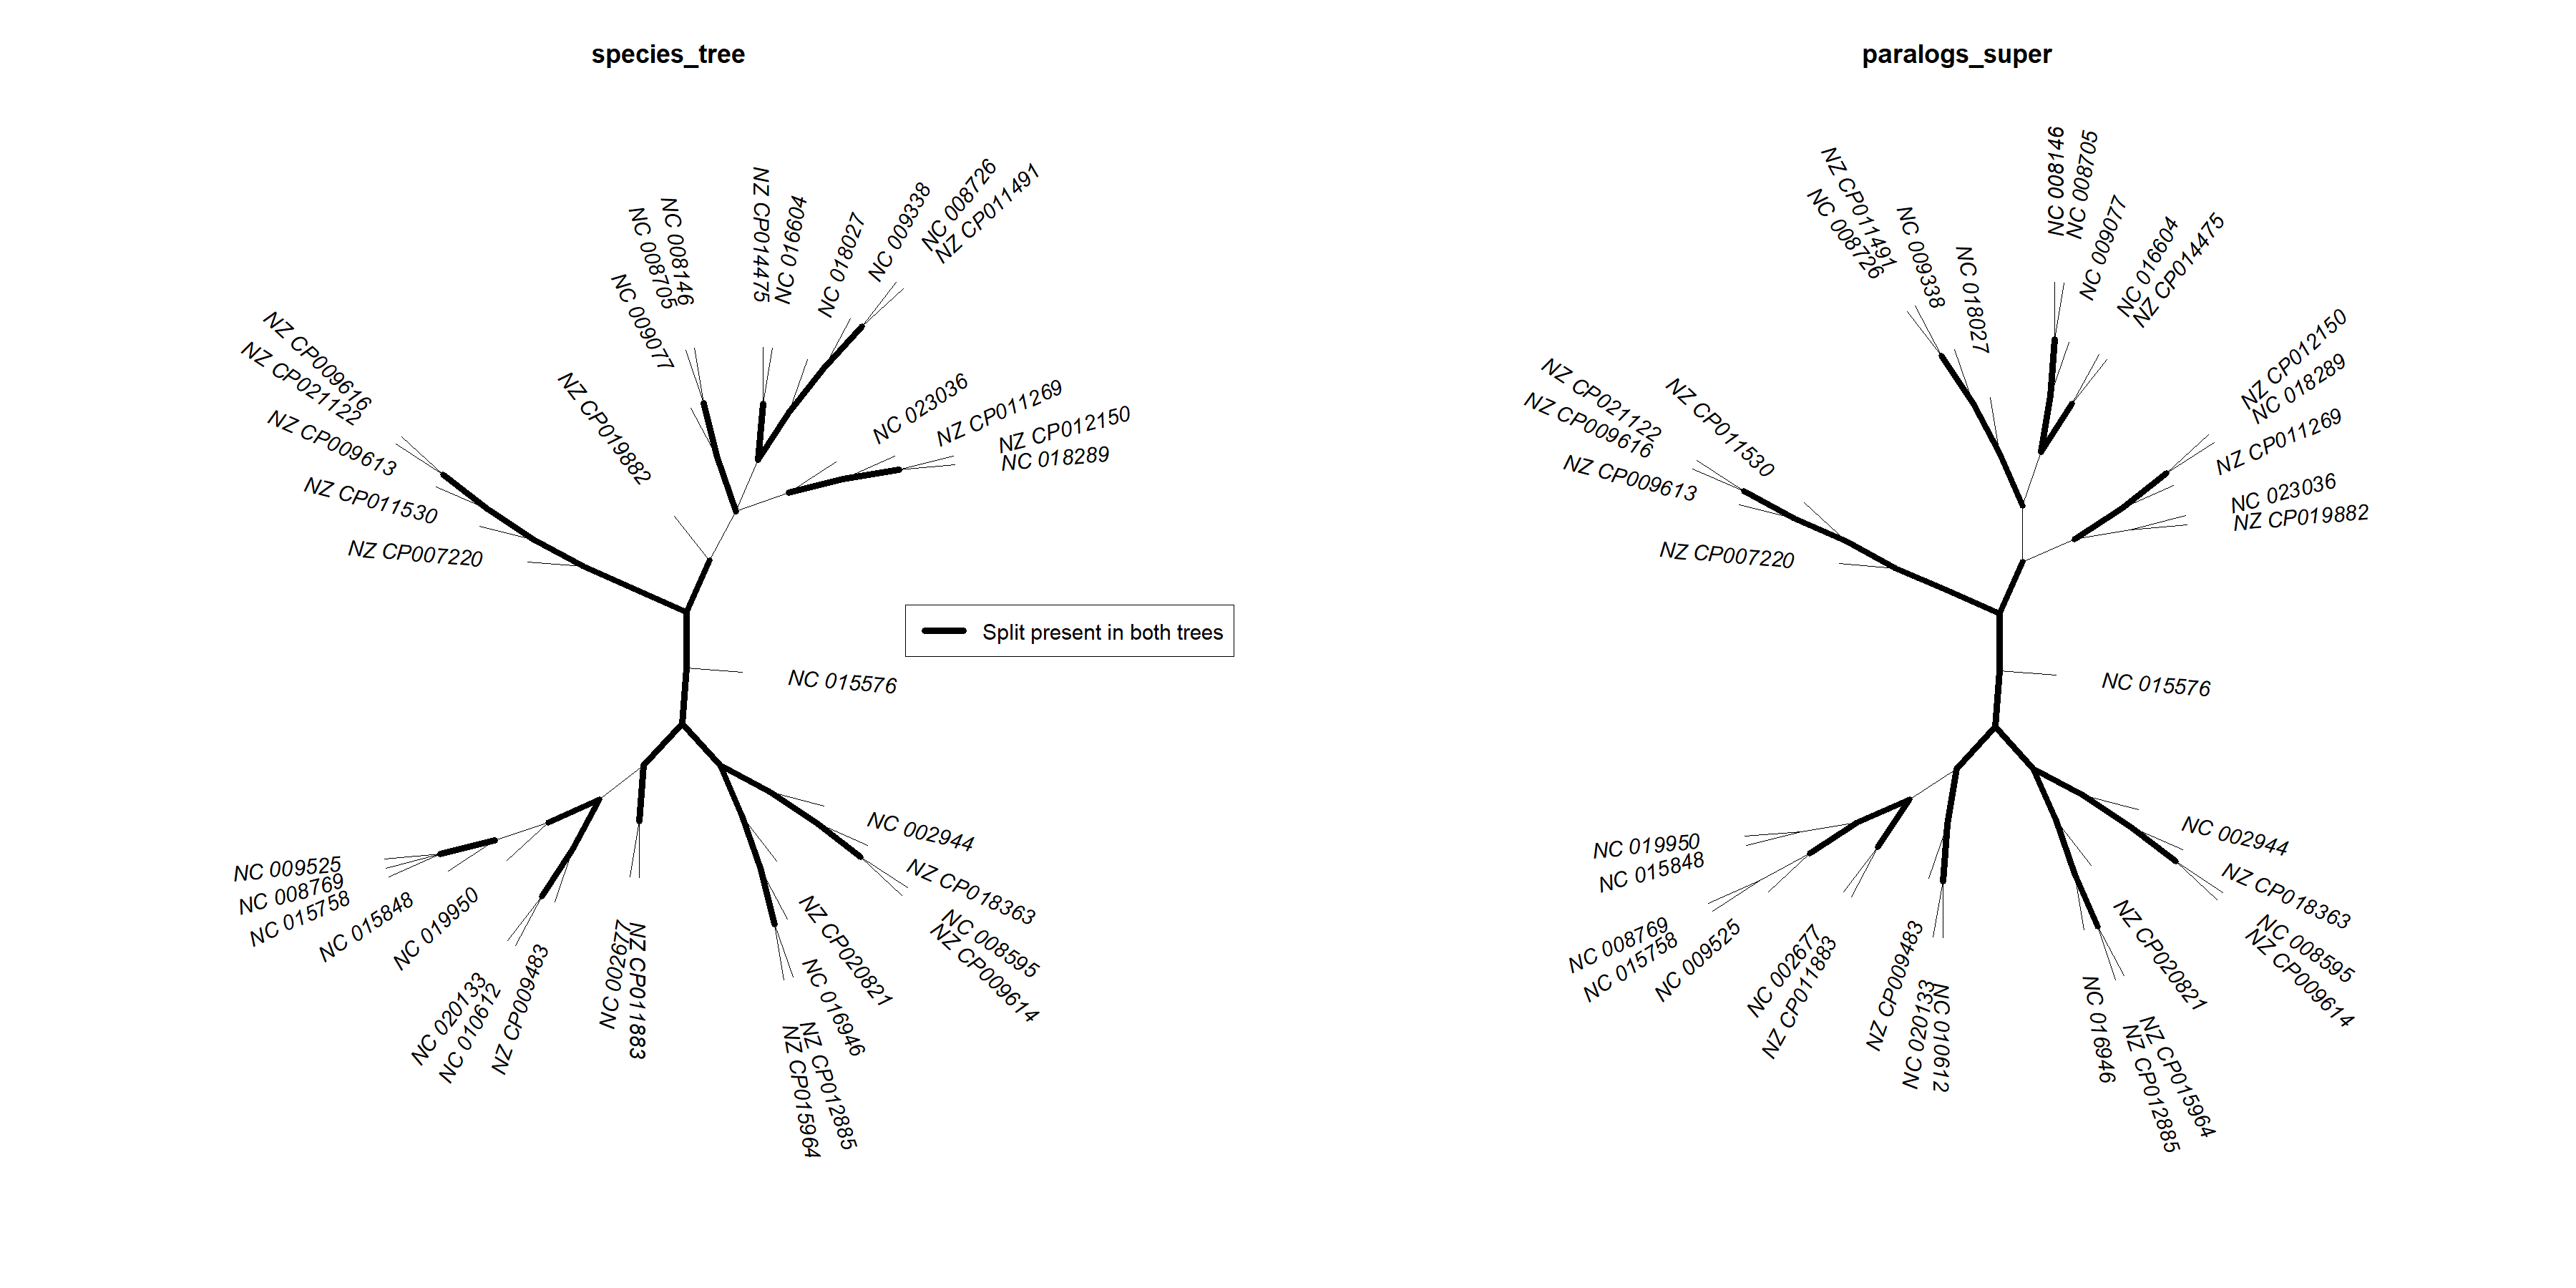 species_tree
NZ CP014475
NC 016604
NC 018027
NC 009338
NC 008726
NZ CP011491
NC 008146
NC 008705
NC 009077
NZ CP019882
NZ CP009616
NZ CP021122
NZ CP009613
NZ CP011530
NZ CP007220
NC 023036
NZ CP011269
NZ CP012150
NC 018289
Split present in both trees
NC 015576
NC 002944
NZ CP018363
NC 008595
NZ CP009614
NZ CP020821
NC 016946
NZ CP012885
NZ CP015964
NC 009525
NC 008769
NC 015758
NC 015848
NC 019950
NC 020133
NC 010612
NZ CP009483
NC 002677
NZ CP011883
paralogs_super
NC 008146
NC 008705
NC 009077
NC 016604
NZ CP014475
NZ CP011491
NC 008726
NC 009338
NC 018027
NZ CP012150
NC 018289
NZ CP011269
NC 023036
NZ CP019882
NZ CP021122
NZ CP009616
NZ CP011530
NZ CP009613
NZ CP007220
NC 015576
NC 002944
NZ CP018363
NC 008595
NZ CP009614
NZ CP020821
NC 016946
NZ CP015964
NZ CP012885
NC 019950
NC 015848
NC 008769
NC 015758
NC 009525
NC 002677
NZ CP011883
NZ CP009483
NC 020133
NC 010612